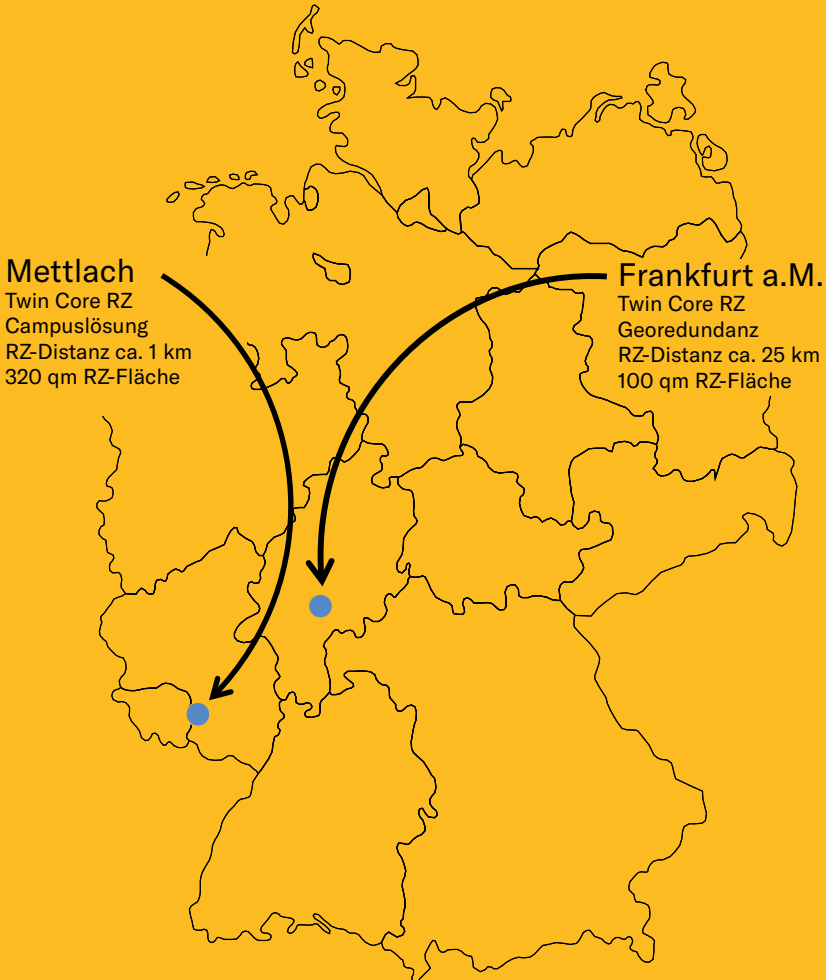 Mettlach
Twin Core RZ
Campuslösung
RZ-Distanz ca. 1 km
320 qm RZ-Fläche
Frankfurt a.M.
Twin Core RZ
Georedundanz
RZ-Distanz ca. 25 km
100 qm RZ-Fläche